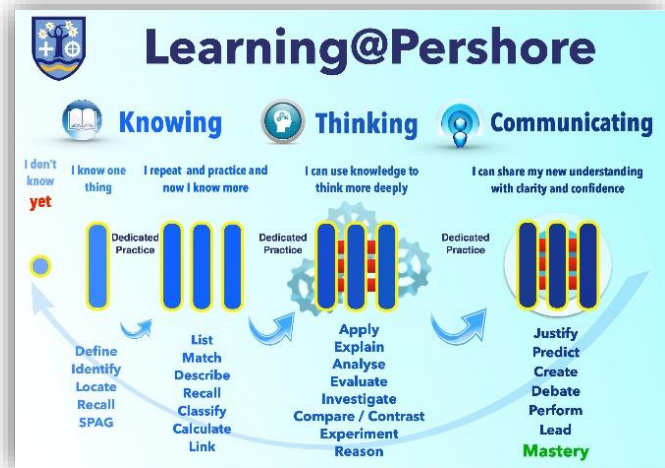 Learning@Pershore
Knowing
Thinking
Communicating
I don't
know
yet
I know one
thing
I repeat and practice and
now I know more
I can use knowledge to
think more deeply
I can share my new understanding
with clarity and confidence
Dedicated
Practice
Dedicated
Practice
Dedicated
Practice
Define
Identify
Locate
Recall
SPAG
List
Match
Describe
Recall
Classify
Calculate
Link
Apply
Explain
Analyse
Evaluate
Investigate
Compare / Contrast
Experiment
Reason
Justify
Predict
Create
Debate
Perform
Lead
Mastery